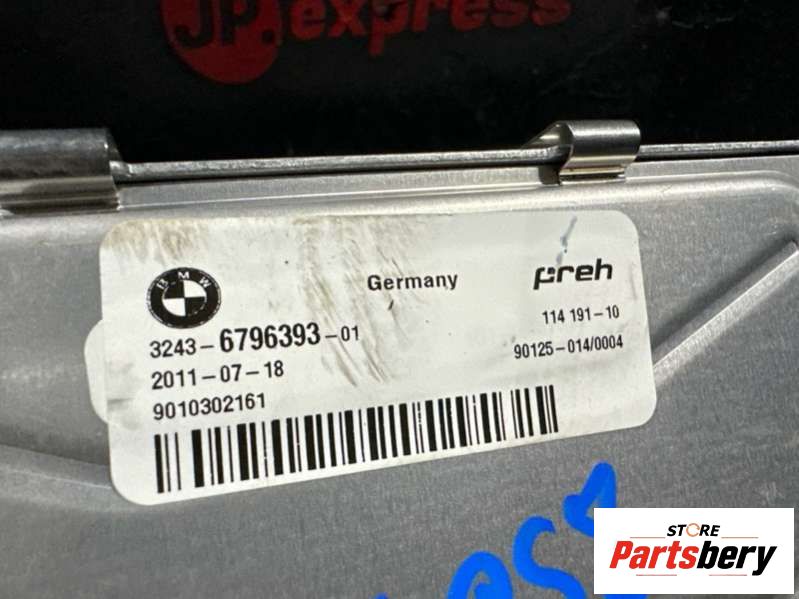 JP.express
BMW
Germany
preh
114 191-10
3243-6796393-01
90125-014/0004
2011-07-18
9010302161
STORE
Partsbery